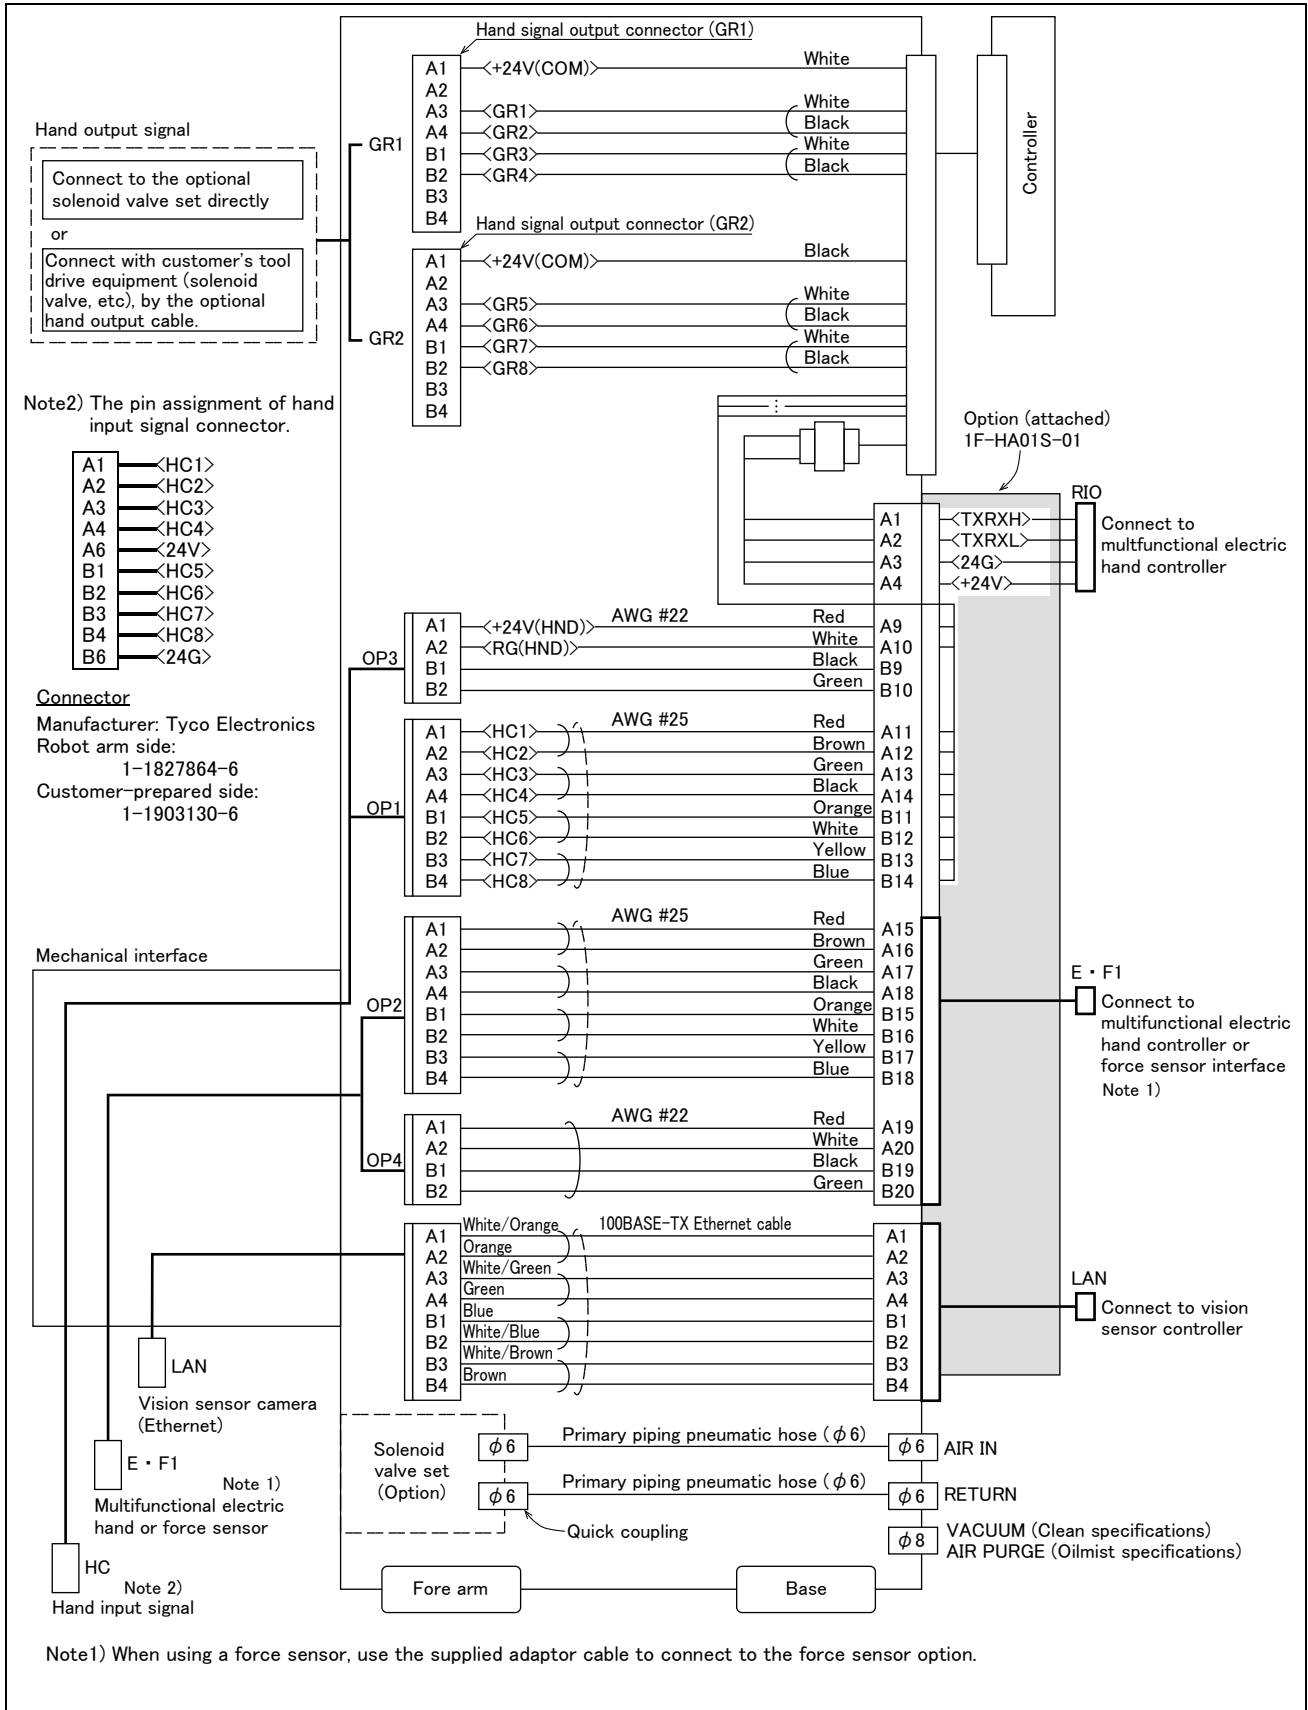 Hand signal output connector (GR1)
A1 <+24V(COM)> White
A2
A3 <GR1> White
A4 <GR2> Black
B1 <GR3> White
B2 <GR4> Black
B3
B4
GR1
Controller
Hand output signal
Connect to the optional
solenoid valve set directly
or
Connect with customer's tool
drive equipment (solenoid
valve, etc), by the optional
hand output cable.
Hand signal output connector (GR2)
A1 <+24V(COM)> Black
A2
A3 <GR5> White
A4 <GR6> Black
B1 <GR7> White
B2 <GR8> Black
B3
B4
GR2
Note2) The pin assignment of hand
input signal connector.
A1 <HC1>
A2 <HC2>
A3 <HC3>
A4 <HC4>
A6 <24V>
B1 <HC5>
B2 <HC6>
B3 <HC7>
B4 <HC8>
B6 <24G>
Connector
Manufacturer: Tyco Electronics
Robot arm side:
1-1827864-6
Customer-prepared side:
1-1903130-6
Option (attached)
1F-HA01S-01
RIO
A1 <TXRXH>
A2 <TXRXL>
A3 <24G>
A4 <+24V>
Connect to
multfunctional electric
hand controller
OP3
A1 <+24V(HND)> AWG #22 Red A9
A2 <RG(HND)> White A10
B1 Black B9
B2 Green B10
OP1
AWG #25
A1 <HC1> Red A11
A2 <HC2> Brown A12
A3 <HC3> Green A13
A4 <HC4> Black A14
B1 <HC5> Orange B11
B2 <HC6> White B12
B3 <HC7> Yellow B13
B4 <HC8> Blue B14
OP2
AWG #25
A1 Red A15
A2 Brown A16
A3 Green A17
A4 Black A18
B1 Orange B15
B2 White B16
B3 Yellow B17
B4 Blue B18
E・F1
Connect to
multifunctional electric
hand controller or
force sensor interface
Note 1)
Mechanical interface
OP4
AWG #22
A1 Red A19
A2 White A20
B1 Black B19
B2 Green B20
100BASE-TX Ethernet cable
A1 White/Orange A1
A2 Orange A2
A3 White/Green A3
A4 Green A4
B1 Blue B1
B2 White/Blue B2
B3 White/Brown B3
B4 Brown B4
LAN
Connect to vision
sensor controller
LAN
Vision sensor camera
(Ethernet)
E・F1
Note 1)
Multifunctional electric
hand or force sensor
HC
Note 2)
Hand input signal
Solenoid
valve set
(Option)
φ6 Primary piping pneumatic hose (φ6) φ6 AIR IN
φ6 Primary piping pneumatic hose (φ6) φ6 RETURN
Quick coupling
φ8 VACUUM (Clean specifications)
AIR PURGE (Oilmist specifications)
Fore arm
Base
Note1) When using a force sensor, use the supplied adaptor cable to connect to the force sensor option.